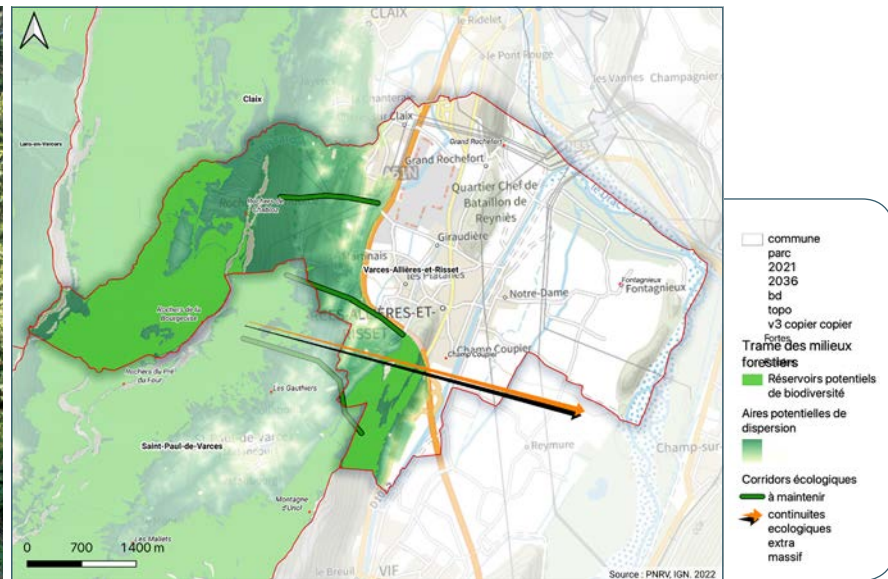 CLAIX
le Ridelet
le Pont Rouge
les Vannes
Champagnier
Claix
Claix
Lans-en-Vercors
Grand Rochefort
Grand Rochefort
Quartier Chef de
Bataillon de
Reyniès
Rochers de
Giraudière
Varces-Allières-et-Risset
les Platanes
Notre-Dame
Fontagnieux
Fontagnieux
Rochers de la
Bourgeoise
Champ Coupier
Champ Coupier
Rochers du Pré
du Four
Les Gauthiers
Saint-Paul-de-Varces
Reymure
Champ-sur-
Montagne
d'Uriol
Les Mallets
le Breuil
VIF
0 700 1400 m
Source : PNRV, IGN, 2022
commune
parc
2021
2036
bd
topo
v3 copier copier
Fortes
Trame des milieux
forestiers
Réservoirs potentiels
de biodiversité
Aires potentielles de
dispersion
Corridors écologiques
à maintenir
continuites
ecologiques
extra
massif